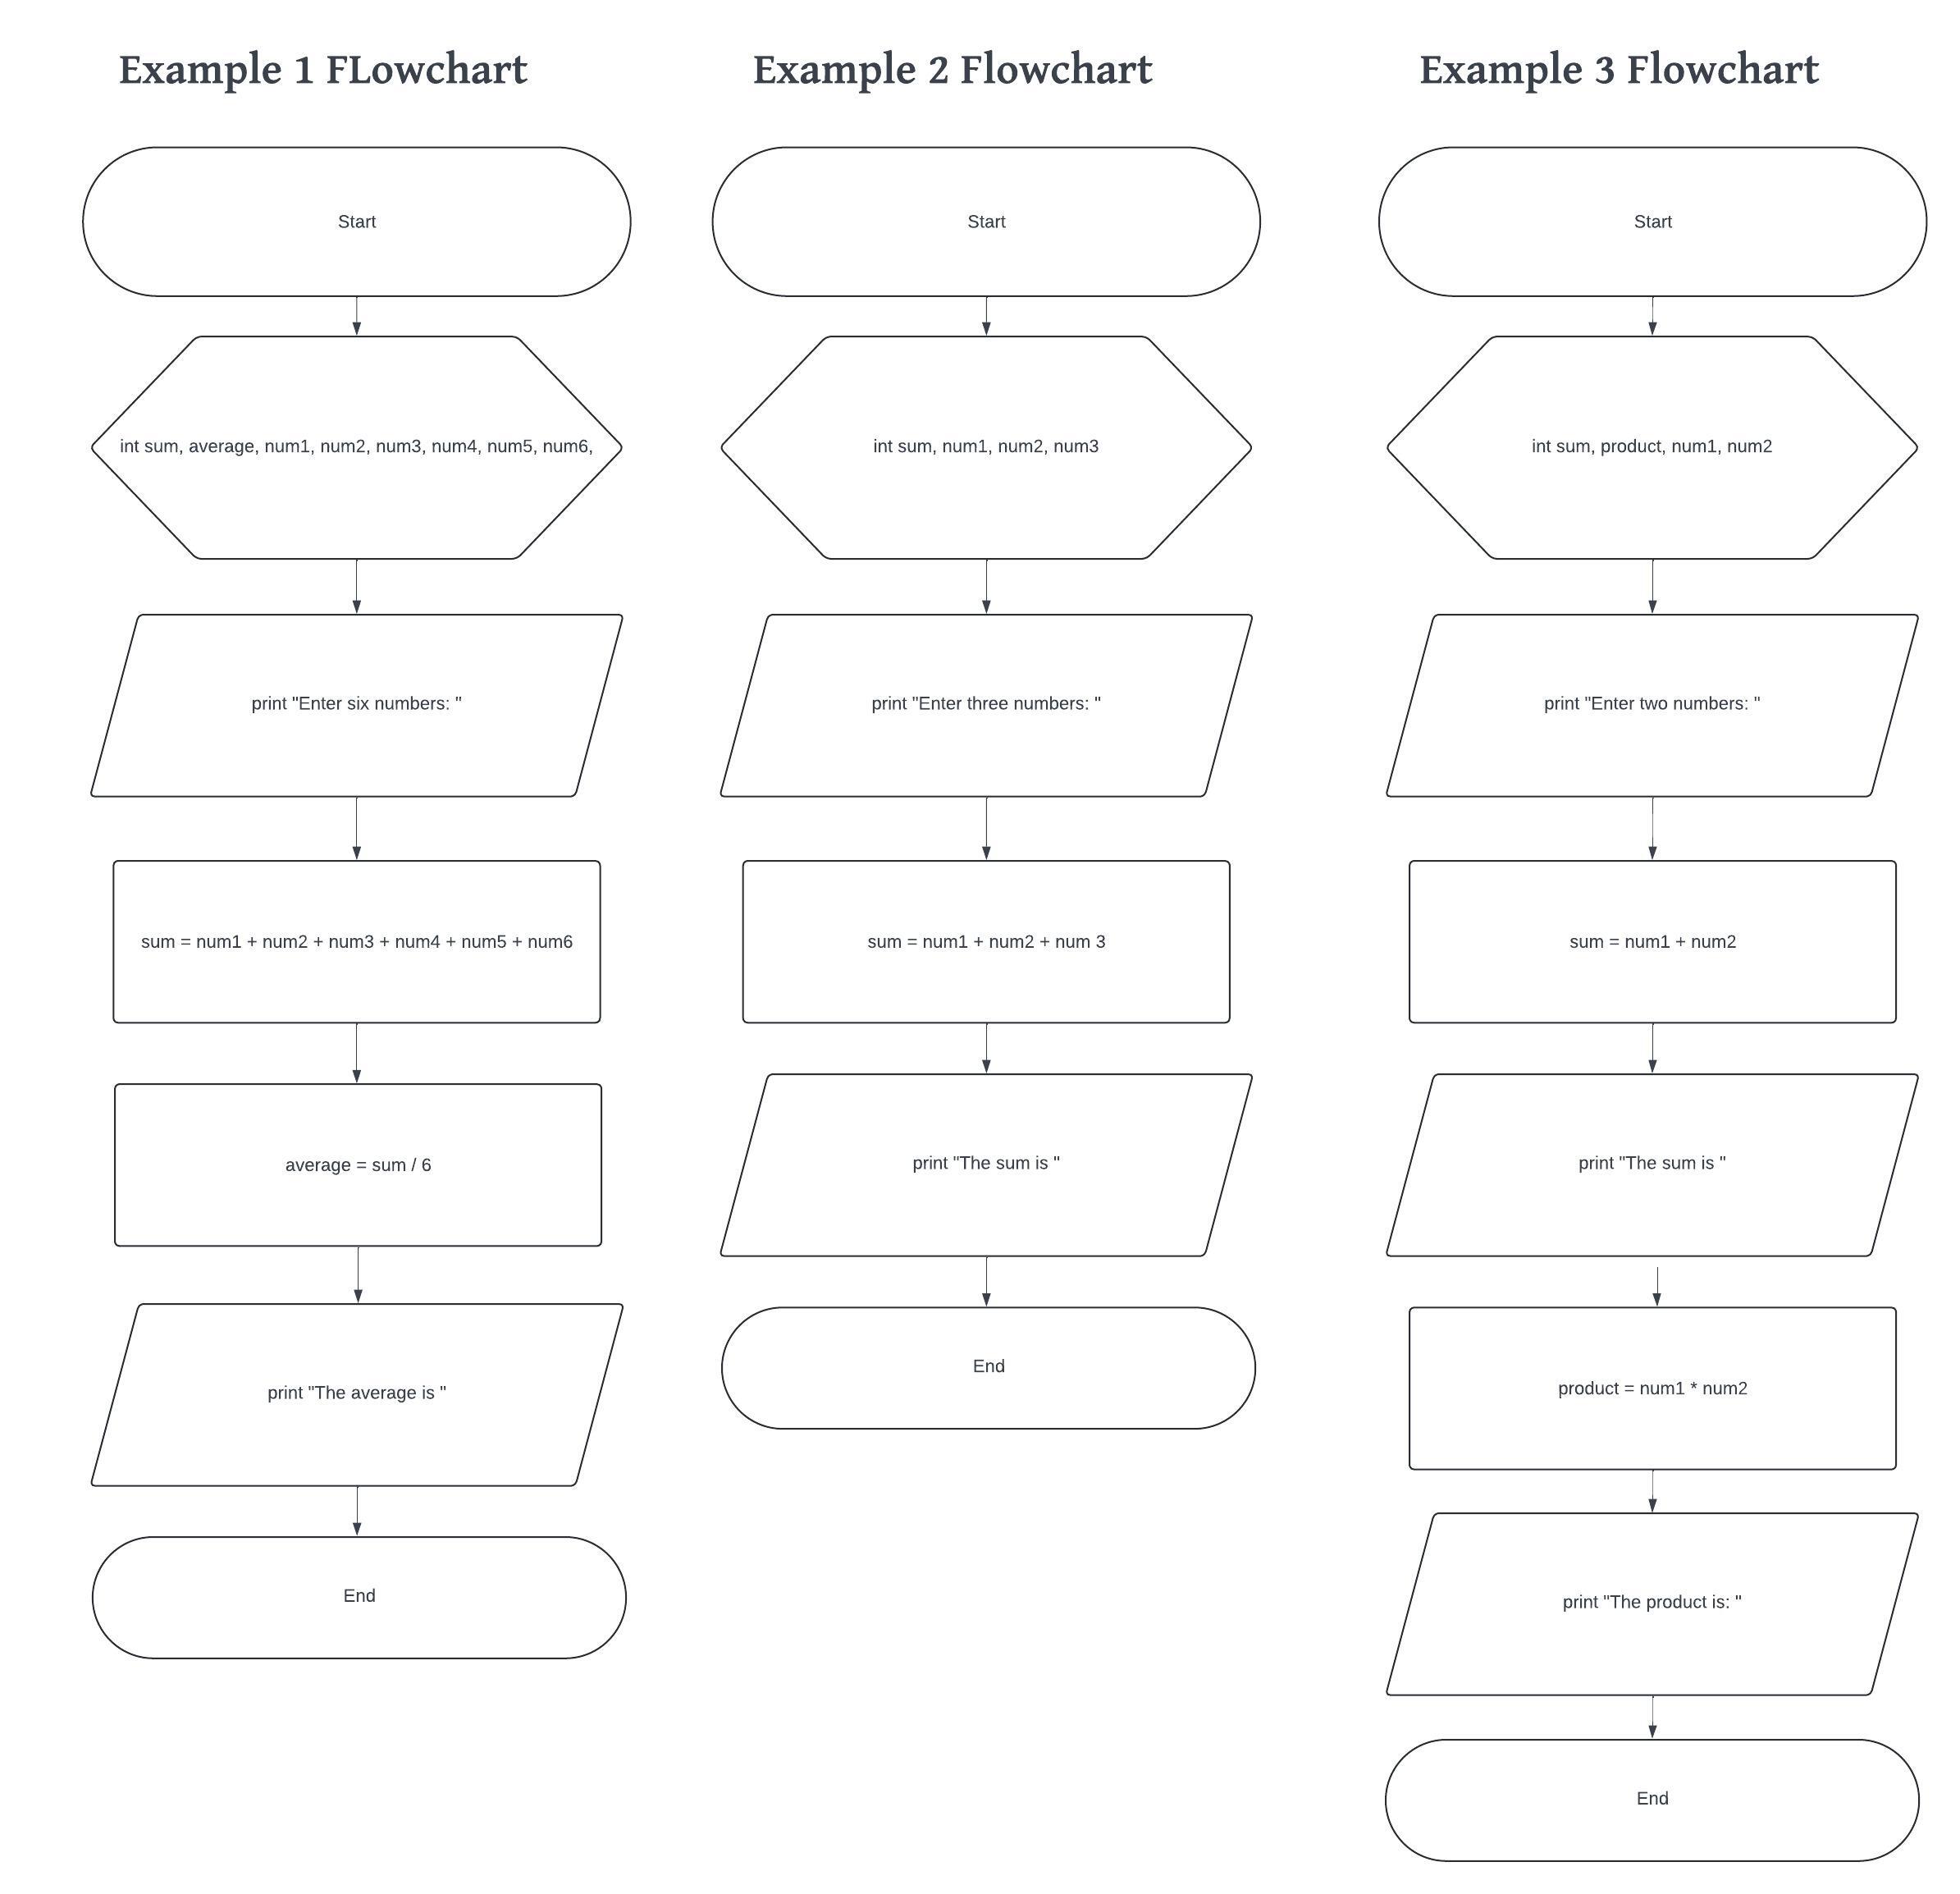 Example 1 FLowchart
Start
int sum, average, num1, num2, num3, num4, num5, num6,
print "Enter six numbers: "
sum = num1 + num2 + num3 + num4 + num5 + num6
average = sum / 6
print "The average is "
End
Example 2 Flowchart
Start
int sum, num1, num2, num3
print "Enter three numbers: "
sum = num1 + num2 + num 3
print "The sum is "
End
Example 3 Flowchart
Start
int sum, product, num1, num2
print "Enter two numbers: "
sum = num1 + num2
print "The sum is "
product = num1 * num2
print "The product is: "
End